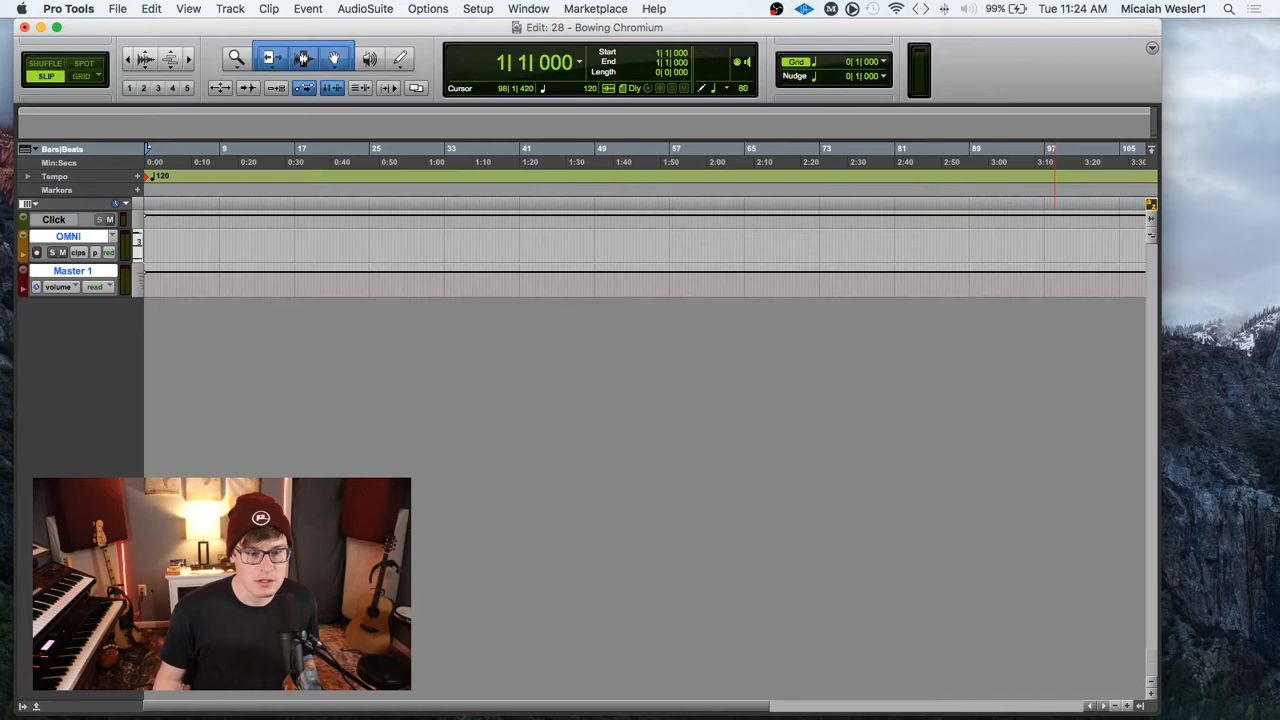 Pro Tools File Edit View Track Clip Event AudioSuite Options Setup Window Marketplace Help 99% Tue 11:24 AM Micaiah Wesler1
Edit: 28 - Bowing Chromium
SHUFFLE SPOT
SLIP GRID
1 2 3 4 5
1| 1| 000
Start 1| 1| 000
End 1| 1| 000
Length 0| 0| 000
Cursor 98| 1| 420 120 Dly 80
Grid 0| 1| 000
Nudge 0| 1| 000
Bars|Beats 9 17 25 33 41 49 57 65 73 81 89 97 105
Min:Secs 0:00 0:10 0:20 0:30 0:40 0:50 1:00 1:10 1:20 1:30 1:40 1:50 2:00 2:10 2:20 2:30 2:40 2:50 3:00 3:10 3:20 3:30
Tempo + 120
Markers +
Click S M
OMNI 3
S M clips p red
Master 1
volume read